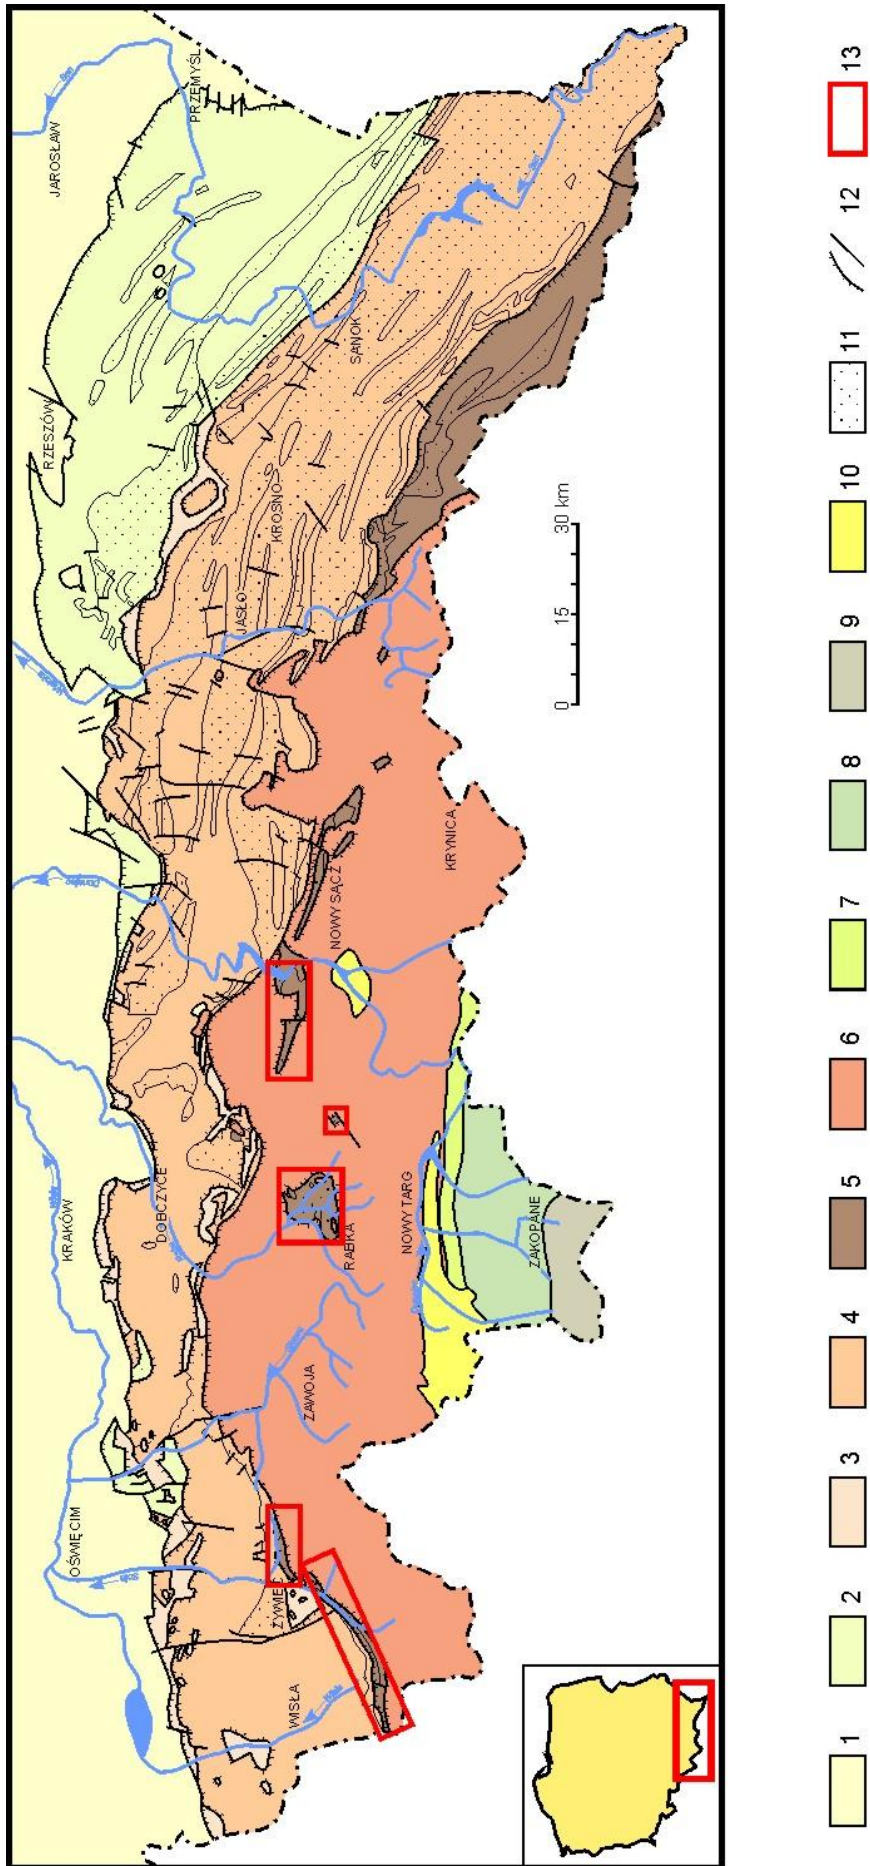 OŚWIĘCIM
KRAKÓW
RZESZÓW
JAROSŁAW
PRZEMYŚL
WISŁA
ŻYWIEC
ZAWOJA
DOBCZYCE
RABKA
NOWY TARG
ZAKOPANE
NOWY SĄCZ
KRYNICA
JASŁO
KROSNO
SANOK
0 15 30 km
1 2 3 4 5 6 7 8 9 10 11 12 13